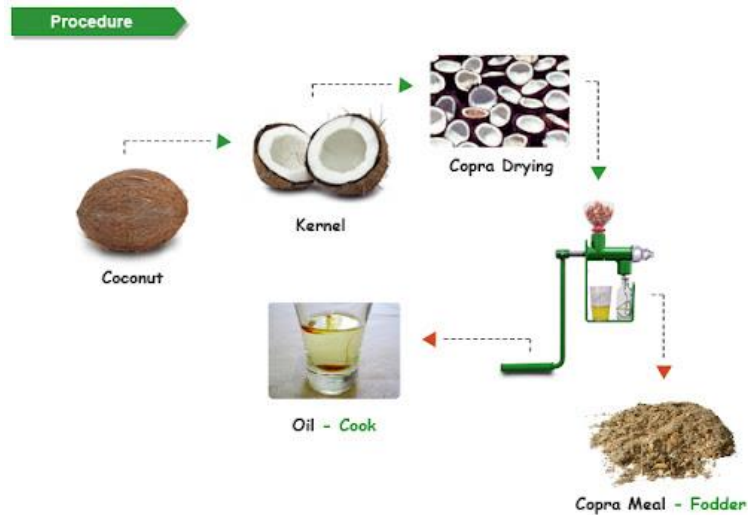 Procedure
Copra Drying
Kernel
Coconut
Oil - Cook
Copra Meal - Fodder